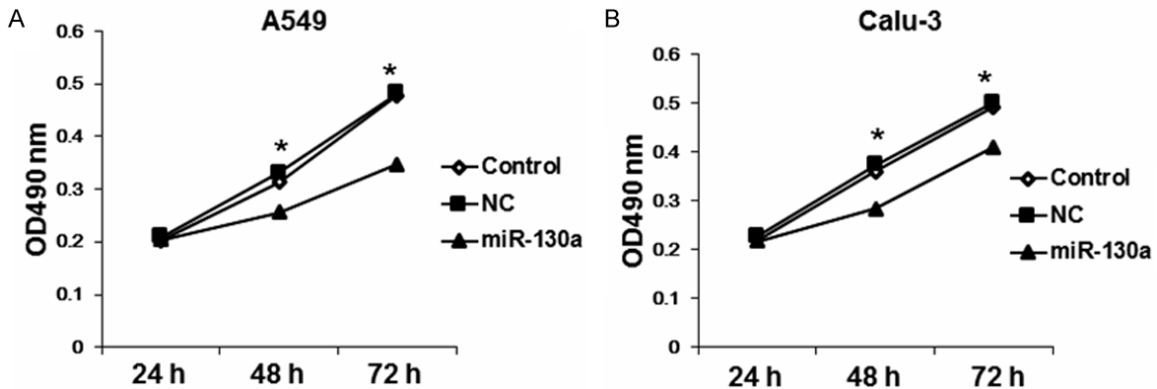 A
A549
0.6
0.5
0.4
0.3
0.2
0.1
0
OD490 nm
*
*
24 h 48 h 72 h
Control
NC
miR-130a
B
Calu-3
0.6
0.5
0.4
0.3
0.2
0.1
0
OD490 nm
*
*
24 h 48 h 72 h
Control
NC
miR-130a